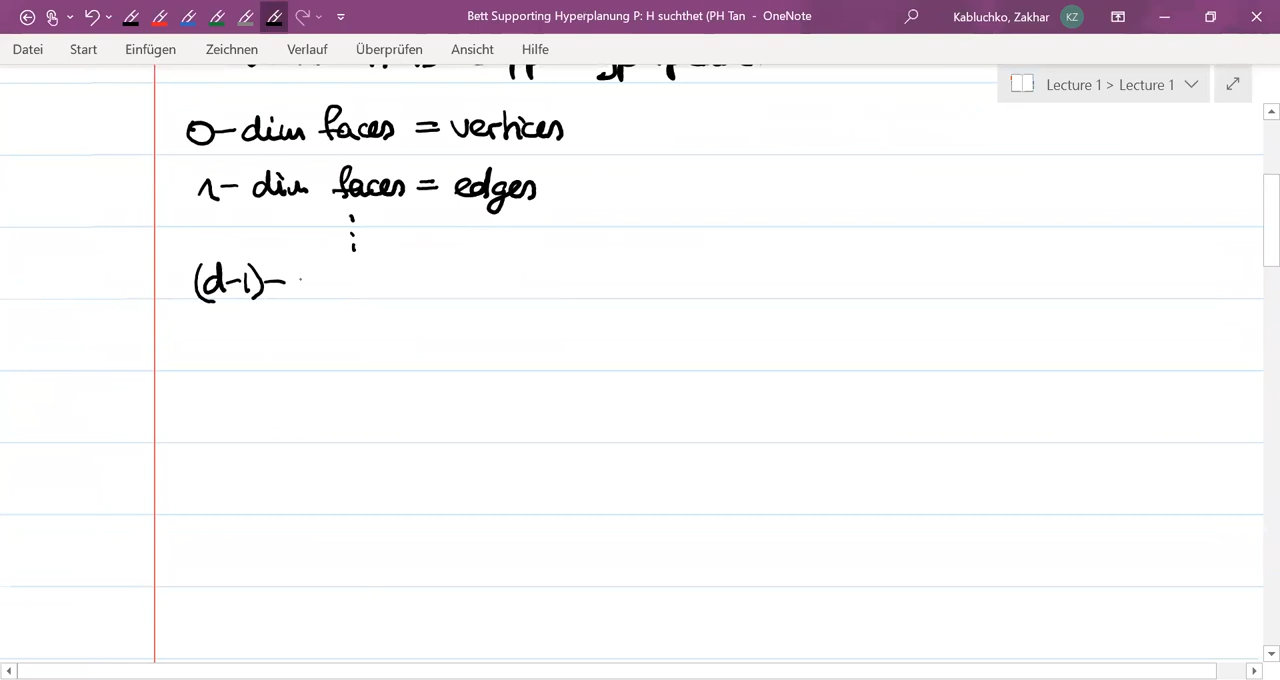 Bett Supporting Hyperplanung P: H suchthet (PH Tan - OneNote
Kabluchko, Zakhar KZ
Datei Start Einfügen Zeichnen Verlauf Überprüfen Ansicht Hilfe
Lecture 1 > Lecture 1
0-dim faces = vertices
1-dim faces = edges
⋮
(d-1)-